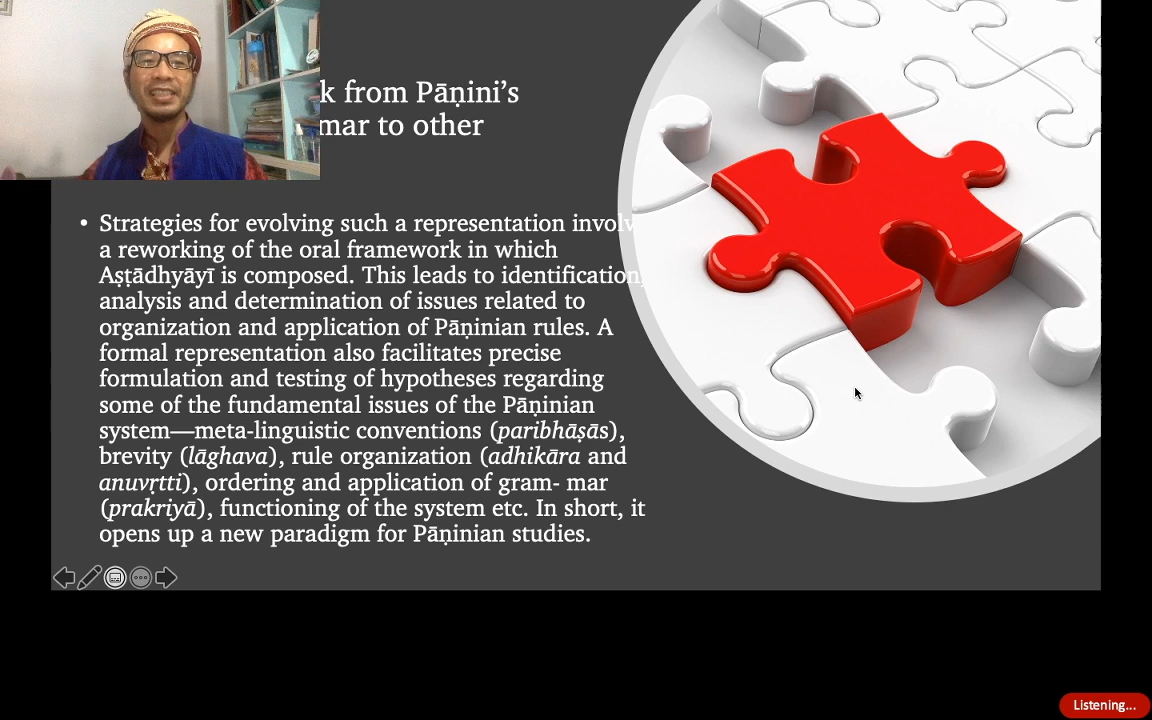 k from Pāṇini’s
mar to other
• Strategies for evolving such a representation involv
a reworking of the oral framework in which
Aṣṭādhyāyī is composed. This leads to identification,
analysis and determination of issues related to
organization and application of Pāṇinian rules. A
formal representation also facilitates precise
formulation and testing of hypotheses regarding
some of the fundamental issues of the Pāṇinian
system—meta-linguistic conventions (paribhāṣās),
brevity (lāghava), rule organization (adhikāra and
anuvṛtti), ordering and application of gram- mar
(prakriyā), functioning of the system etc. In short, it
opens up a new paradigm for Pāṇinian studies.
Listening...